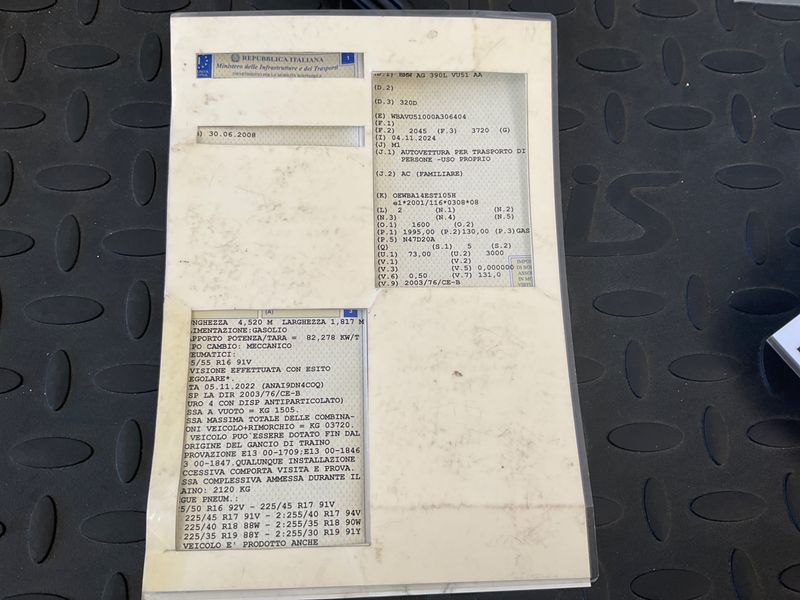 REPUBBLICA ITALIANA
Ministero delle Infrastrutture e dei Trasporti
1
30.06.2008
BMW AG 390L VU51 AA
(D.2)
(D.3) 320D
(E) WBAVU51000A306404
(F.1)
(F.2) 2045 (F.3) 3720 (G)
(I) 04.11.2024
(J) M1
(J.1) AUTOVETTURA PER TRASPORTO DI
PERSONE -USO PROPRIO
(J.2) AC (FAMILIARE)
(K) OEWBA14EST105H
e1*2001/116*0308*08
(L) 2 (N.1) (N.2)
(N.3) (N.4) (N.5)
(O.1) 1600 (O.2)
(P.1) 1995,00 (P.2)130,00 (P.3)GAS
(P.5) N47D20A
(Q) (S.1) 5 (S.2)
(U.1) 73,00 (U.2) 3000
(V.1) (V.2)
(V.3) (V.5) 0,000000
(V.6) 0,50 (V.7) 131,0
(V.9) 2003/76/CE-B
(A) 3
NGHEZZA 4,520 M LARGHEZZA 1,817 M
IMENTAZIONE:GASOLIO
APPORTO POTENZA/TARA = 82,278 KW/T
IPO CAMBIO: MECCANICO
EUMATICI:
5/55 R16 91V
VISIONE EFFETTUATA CON ESITO
EGOLARE*.
TA 05.11.2022 (ANAI9DN4COQ)
SP LA DIR 2003/76/CE-B
URO 4 CON DISP ANTIPARTICOLATO)
SSA A VUOTO = KG 1505.
SSA MASSIMA TOTALE DELLE COMBINA-
ONI VEICOLO+RIMORCHIO = KG 03720.
VEICOLO PUO'ESSERE DOTATO FIN DAL
ORIGINE DEL GANCIO DI TRAINO
PROVAZIONE E13 00-1709;E13 00-1846
3 00-1847.QUALUNQUE INSTALLAZIONE
CCESSIVA COMPORTA VISITA E PROVA.
SSA COMPLESSIVA AMMESSA DURANTE IL
AINO: 2120 KG
GUE PNEUM.:
5/50 R16 92V - 225/45 R17 91V
225/45 R17 91V - 2:255/40 R17 94V
225/40 R18 88W - 2:255/35 R18 90W
225/35 R19 88Y - 2:255/30 R19 91Y
VEICOLO E' PRODOTTO ANCHE